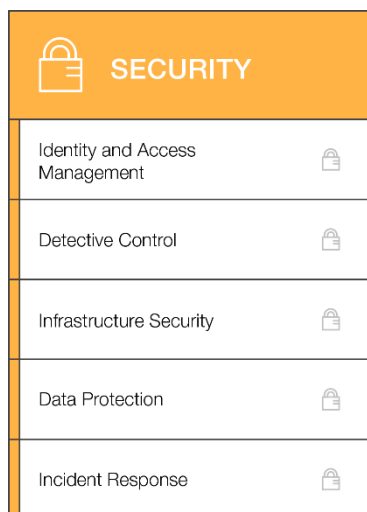 SECURITY
Identity and Access
Management
Detective Control
Infrastructure Security
Data Protection
Incident Response